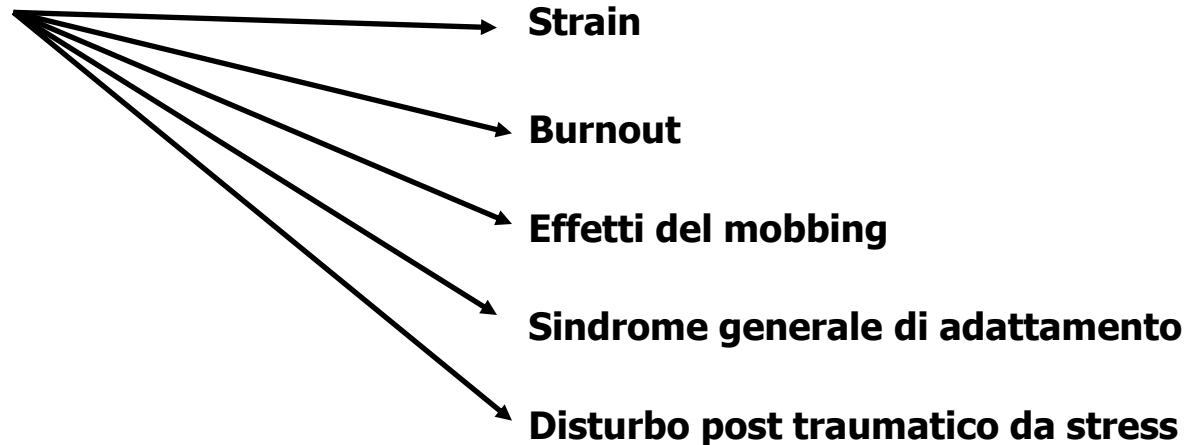 Strain
Burnout
Effetti del mobbing
Sindrome generale di adattamento
Disturbo post traumatico da stress